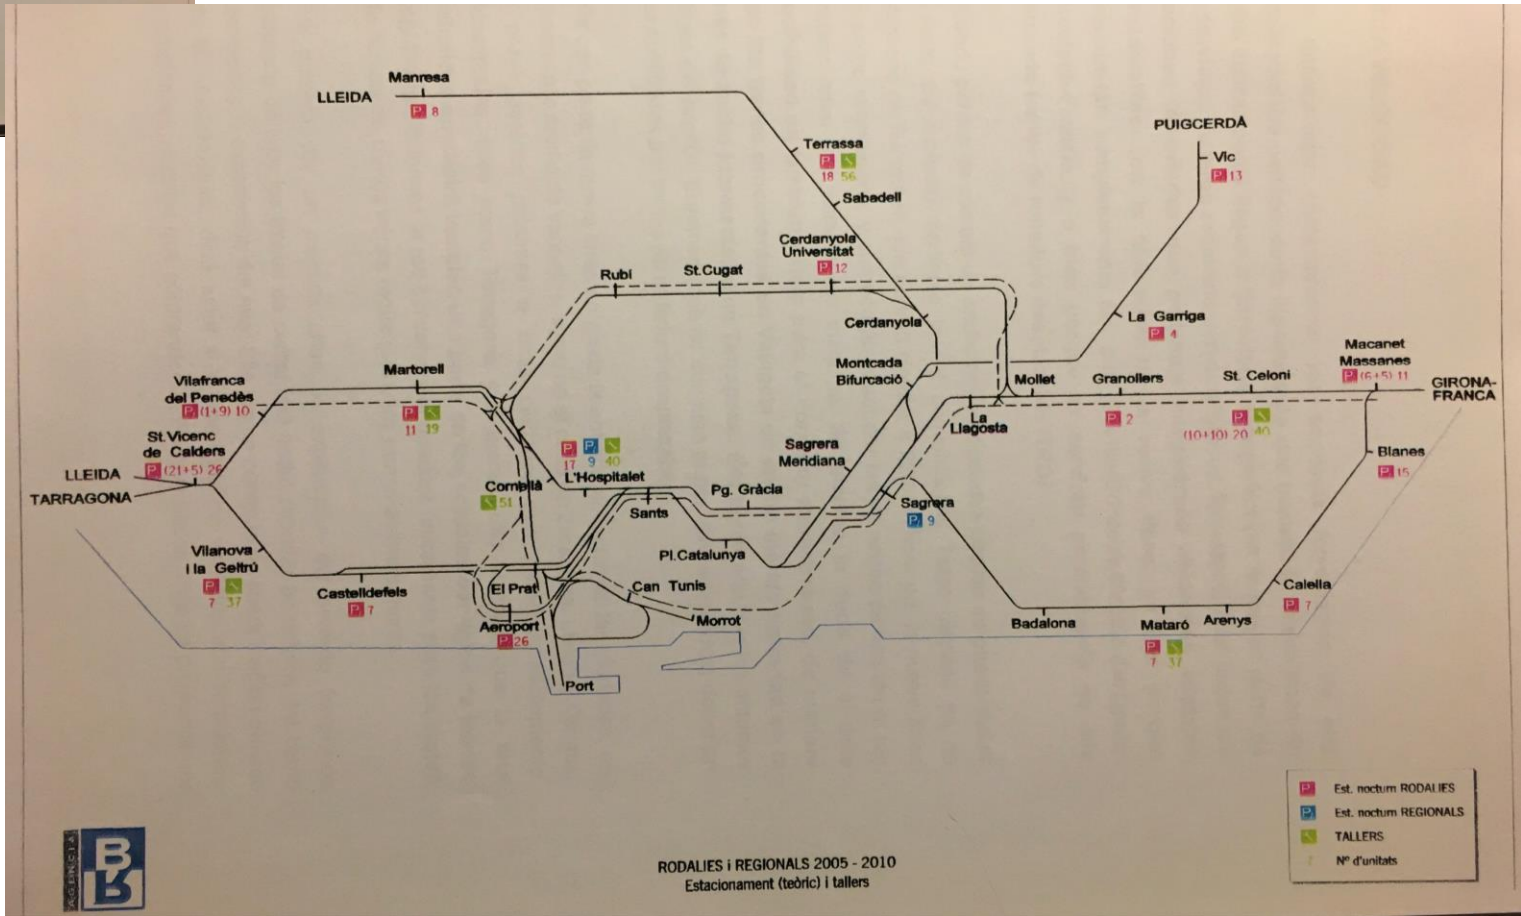 Manresa
LLEIDA
P 8
PUIGCERDÀ
Terrassa
P
18 56
Vic
P 13
Sabadell
Cerdanyola
Universitat
P 12
Rubí
St.Cugat
La Garriga
P 4
Cerdanyola
Macanet
Massanes
P (6+5) 11
Montcada
Bifurcació
GIRONA-
FRANCA
Martorell
P
11 19
Vilafranca
del Penedès
P (1+9) 10
Mollet
Granollers
P 2
St. Celoni
P
(10+10) 20 40
La
Llagosta
St.Vicenc
de Calders
P (21+5) 26
LLEIDA
TARRAGONA
P P
17 9 40
L'Hospitalet
Cornellà
51
Sagrera
Meridiana
Blanes
P 15
Pg. Gràcia
Sants
Sagrera
P 9
Pl.Catalunya
Vilanova
i la Geltrú
P
7 37
Castelldefels
P 7
El Prat
Can Tunis
Calella
P 7
Aeroport
P 26
Morrot
Badalona
Mataró
P
7 37
Arenys
Port
P Est. nocturn RODALIES
P Est. nocturn REGIONALS
TALLERS
Nº d'unitats
AGENCIA
BR
RODALIES i REGIONALS 2005 - 2010
Estacionament (teòric) i tallers